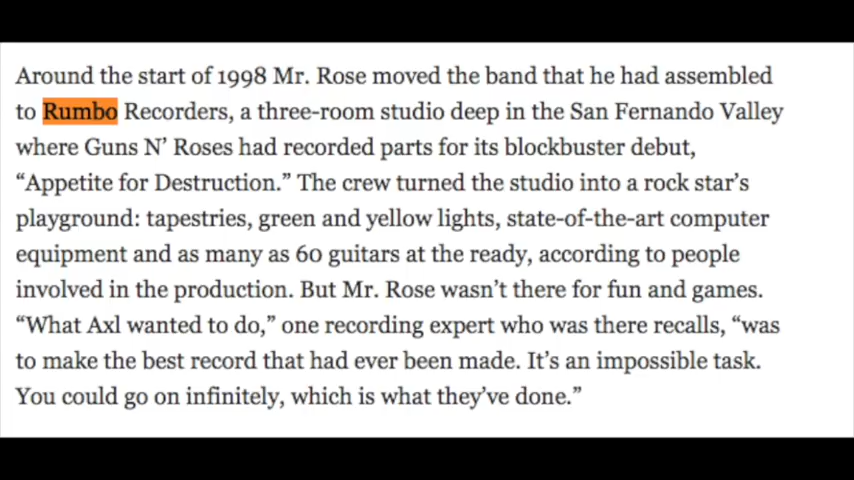 Around the start of 1998 Mr. Rose moved the band that he had assembled
to Rumbo Recorders, a three-room studio deep in the San Fernando Valley
where Guns N’ Roses had recorded parts for its blockbuster debut,
“Appetite for Destruction.” The crew turned the studio into a rock star’s
playground: tapestries, green and yellow lights, state-of-the-art computer
equipment and as many as 60 guitars at the ready, according to people
involved in the production. But Mr. Rose wasn’t there for fun and games.
“What Axl wanted to do,” one recording expert who was there recalls, “was
to make the best record that had ever been made. It’s an impossible task.
You could go on infinitely, which is what they’ve done.”